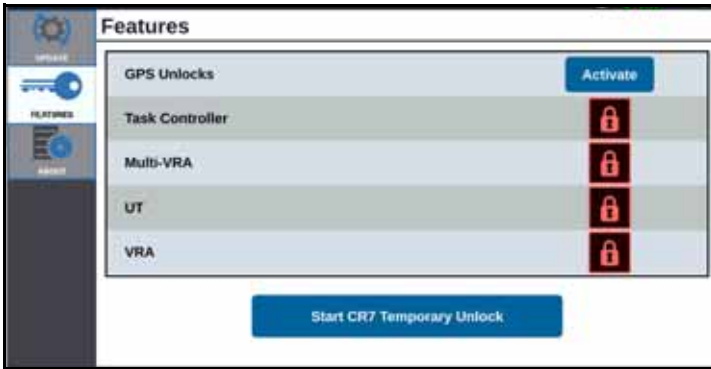 Features
UPDATE
GPS Unlocks
Activate
FEATURES
Task Controller
Multi-VRA
ABOUT
UT
VRA
Start CR7 Temporary Unlock